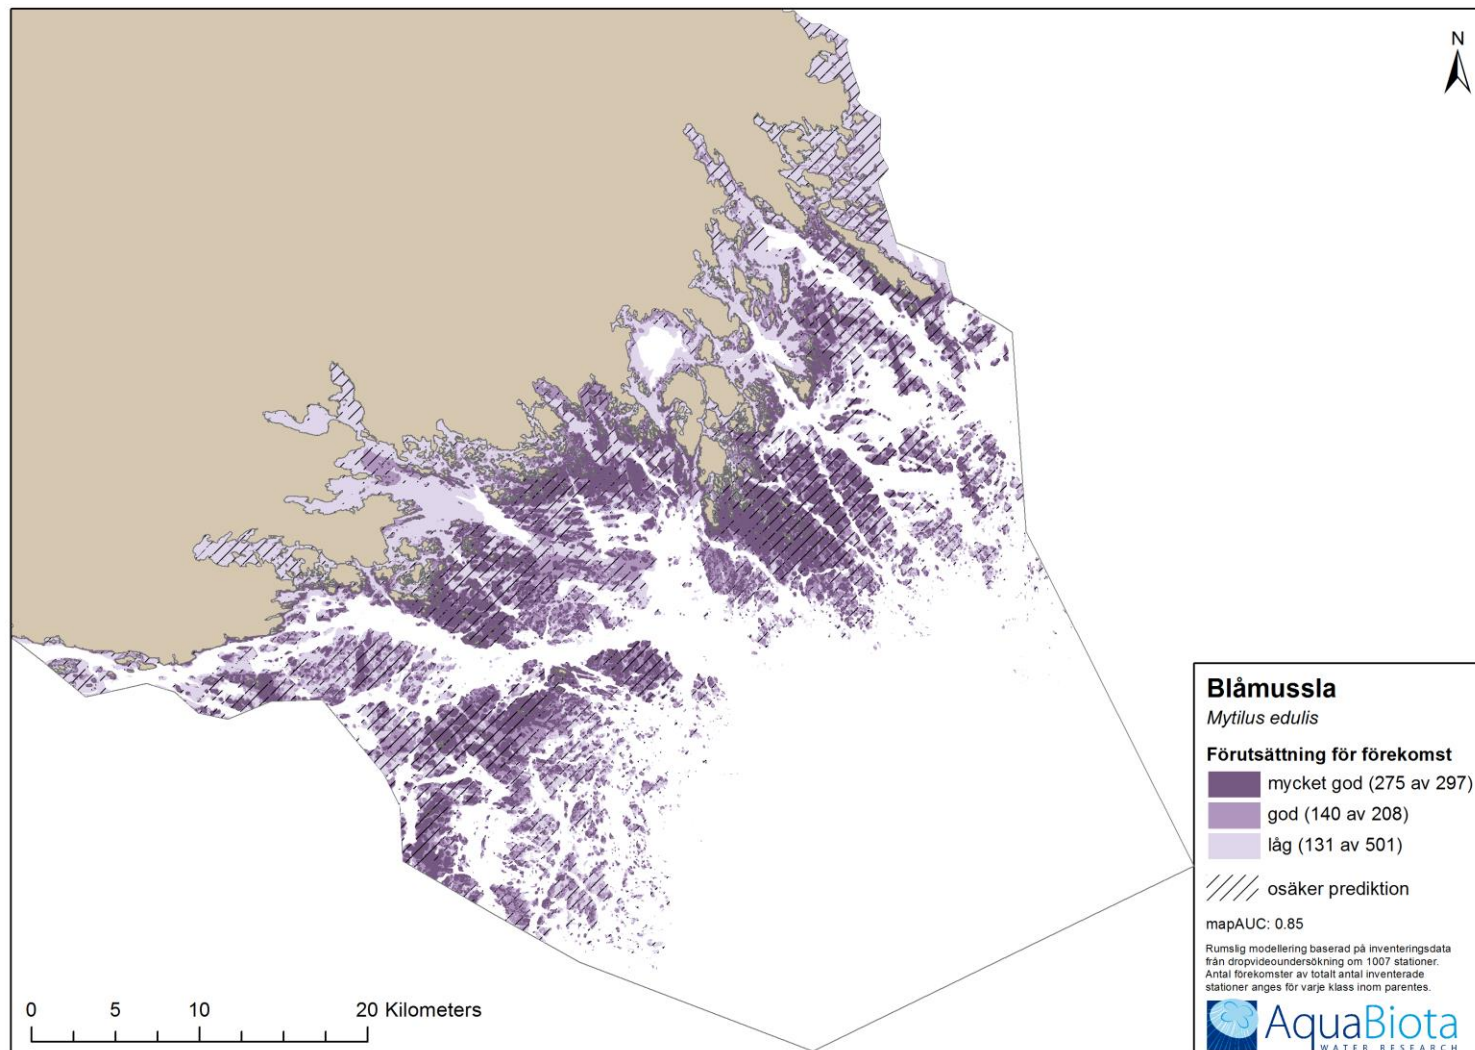 N
Blåmussla
Mytilus edulis
Förutsättning för förekomst
mycket god (275 av 297)
god (140 av 208)
låg (131 av 501)
osäker prediktion
mapAUC: 0.85
Rumslig modellering baserad på inventeringsdata
från dropvideoundersökning om 1007 stationer.
Antal förekomster av totalt antal inventerade
stationer anges för varje klass inom parentes.
AquaBiota
WATER RESEARCH
0 5 10 20 Kilometers